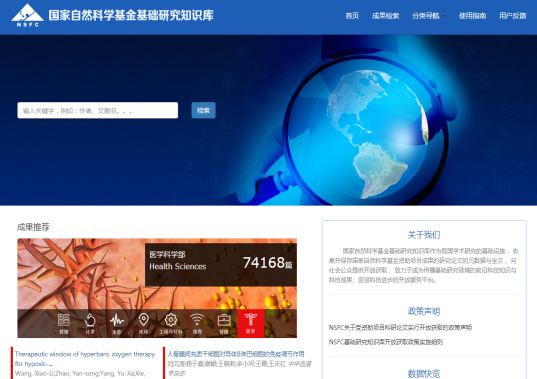 国家自然科学基金基础研究知识库
NSFC
首页 成果检索 分类导航 使用指南 用户反馈
输入关键字，例如：作者、文献名。。。
检索
成果推荐
医学科学部
Health Sciences
74168篇
数理 化学 生命 地球 工程与材料 信息 管理 医学
Therapeutic window of hyperbaric oxygen therapy
for hypoxic-...
Wang, Xiao-Li;Zhao, Yan-song;Yang, Yu-Jia;Xie,
人骨髓间充质干细胞对异体B淋巴细胞的免疫调节作用
关于我们
国家自然科学基金基础研究知识库作为我国学术研究的基础设施，收
集并保存国家自然科学基金资助项目成果的研究论文的元数据与全文，向
社会公众提供开放获取，致力于成为传播基础研究领域的前沿科技知识与
科技成果、促进科技进步的开放服务平台。
政策声明
NSFC关于受资助项目科研论文实行开放获取的政策声明
NSFC基础研究知识库开放获取政策实施细则
数据快览